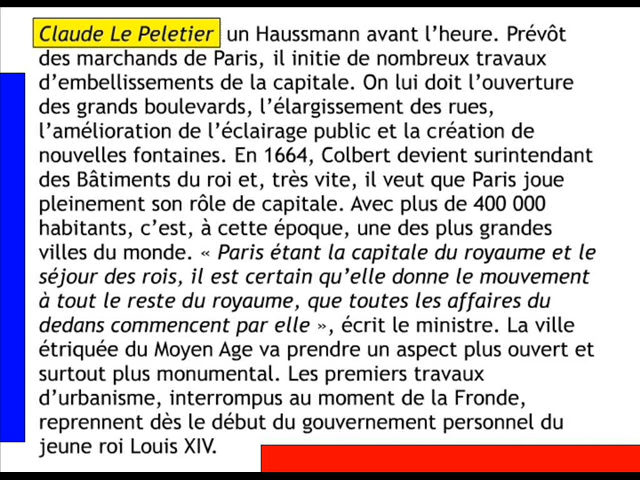 Claude Le Peletier un Haussmann avant l’heure. Prévôt
des marchands de Paris, il initie de nombreux travaux
d’embellissements de la capitale. On lui doit l’ouverture
des grands boulevards, l’élargissement des rues,
l’amélioration de l’éclairage public et la création de
nouvelles fontaines. En 1664, Colbert devient surintendant
des Bâtiments du roi et, très vite, il veut que Paris joue
pleinement son rôle de capitale. Avec plus de 400 000
habitants, c’est, à cette époque, une des plus grandes
villes du monde. « Paris étant la capitale du royaume et le
séjour des rois, il est certain qu’elle donne le mouvement
à tout le reste du royaume, que toutes les affaires du
dedans commencent par elle », écrit le ministre. La ville
étriquée du Moyen Age va prendre un aspect plus ouvert et
surtout plus monumental. Les premiers travaux
d’urbanisme, interrompus au moment de la Fronde,
reprennent dès le début du gouvernement personnel du
jeune roi Louis XIV.